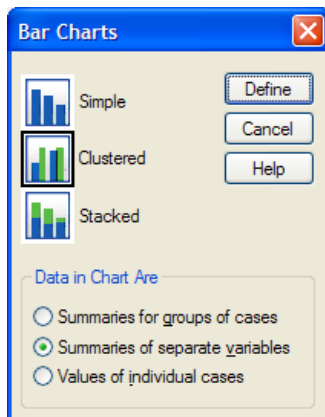 Bar Charts
Simple
Define
Cancel
Clustered
Help
Stacked
Data in Chart Are
Summaries for groups of cases
Summaries of separate variables
Values of individual cases